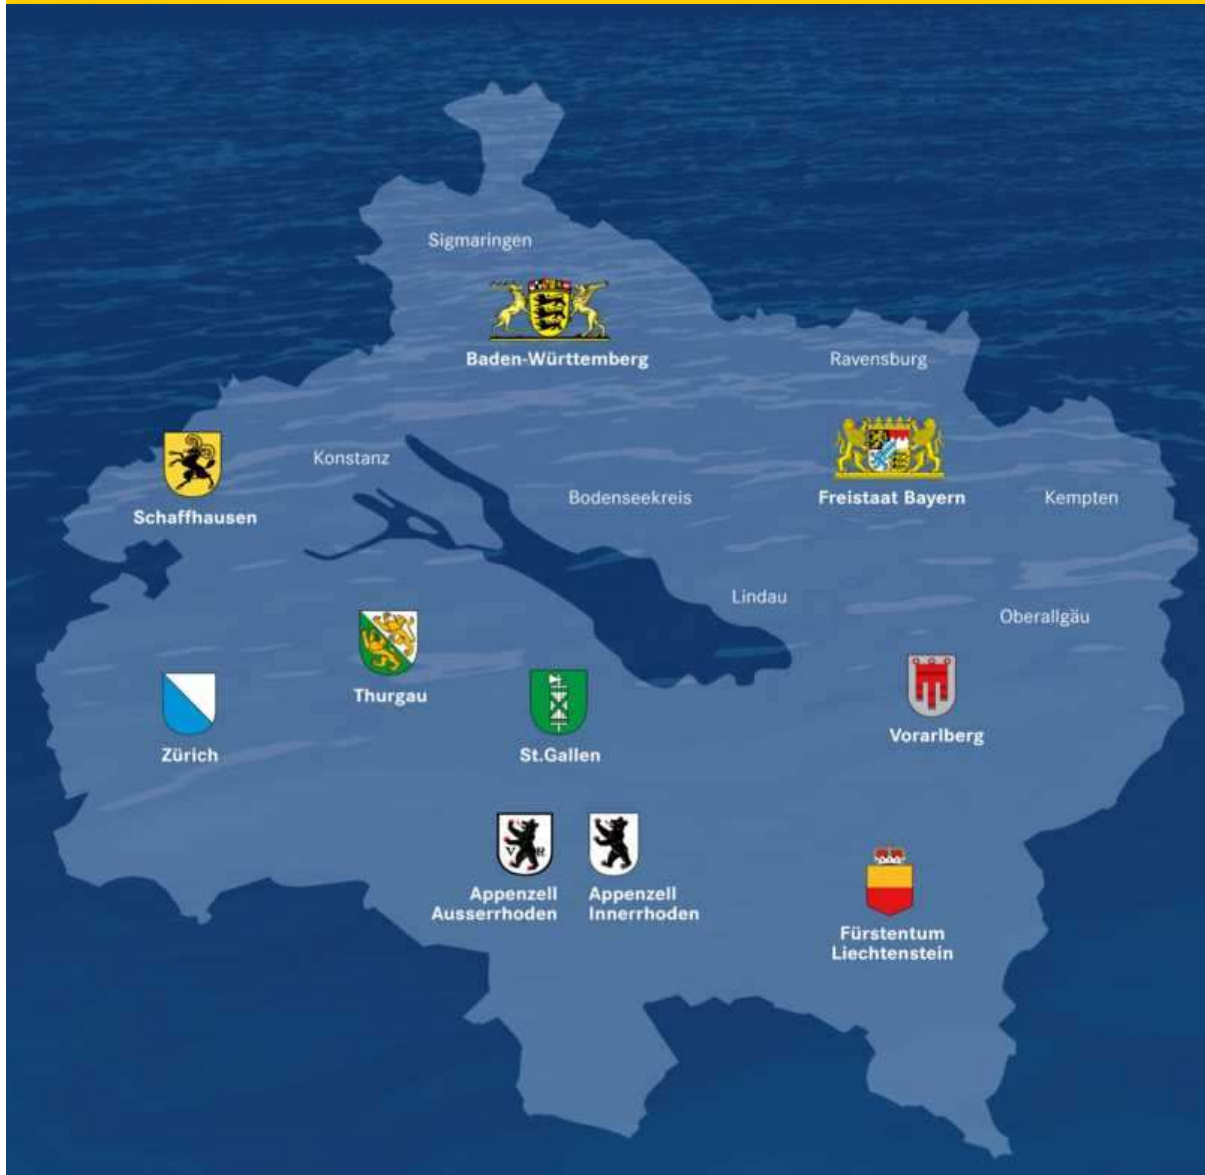 Sigmaringen
Baden-Württemberg
Ravensburg
Konstanz
Bodenseekreis
Freistaat Bayern
Kempten
Schaffhausen
Lindau
Oberallgäu
Thurgau
Zürich
St.Gallen
Vorarlberg
V R
Appenzell
Ausserrhoden
Appenzell
Innerrhoden
Fürstentum
Liechtenstein